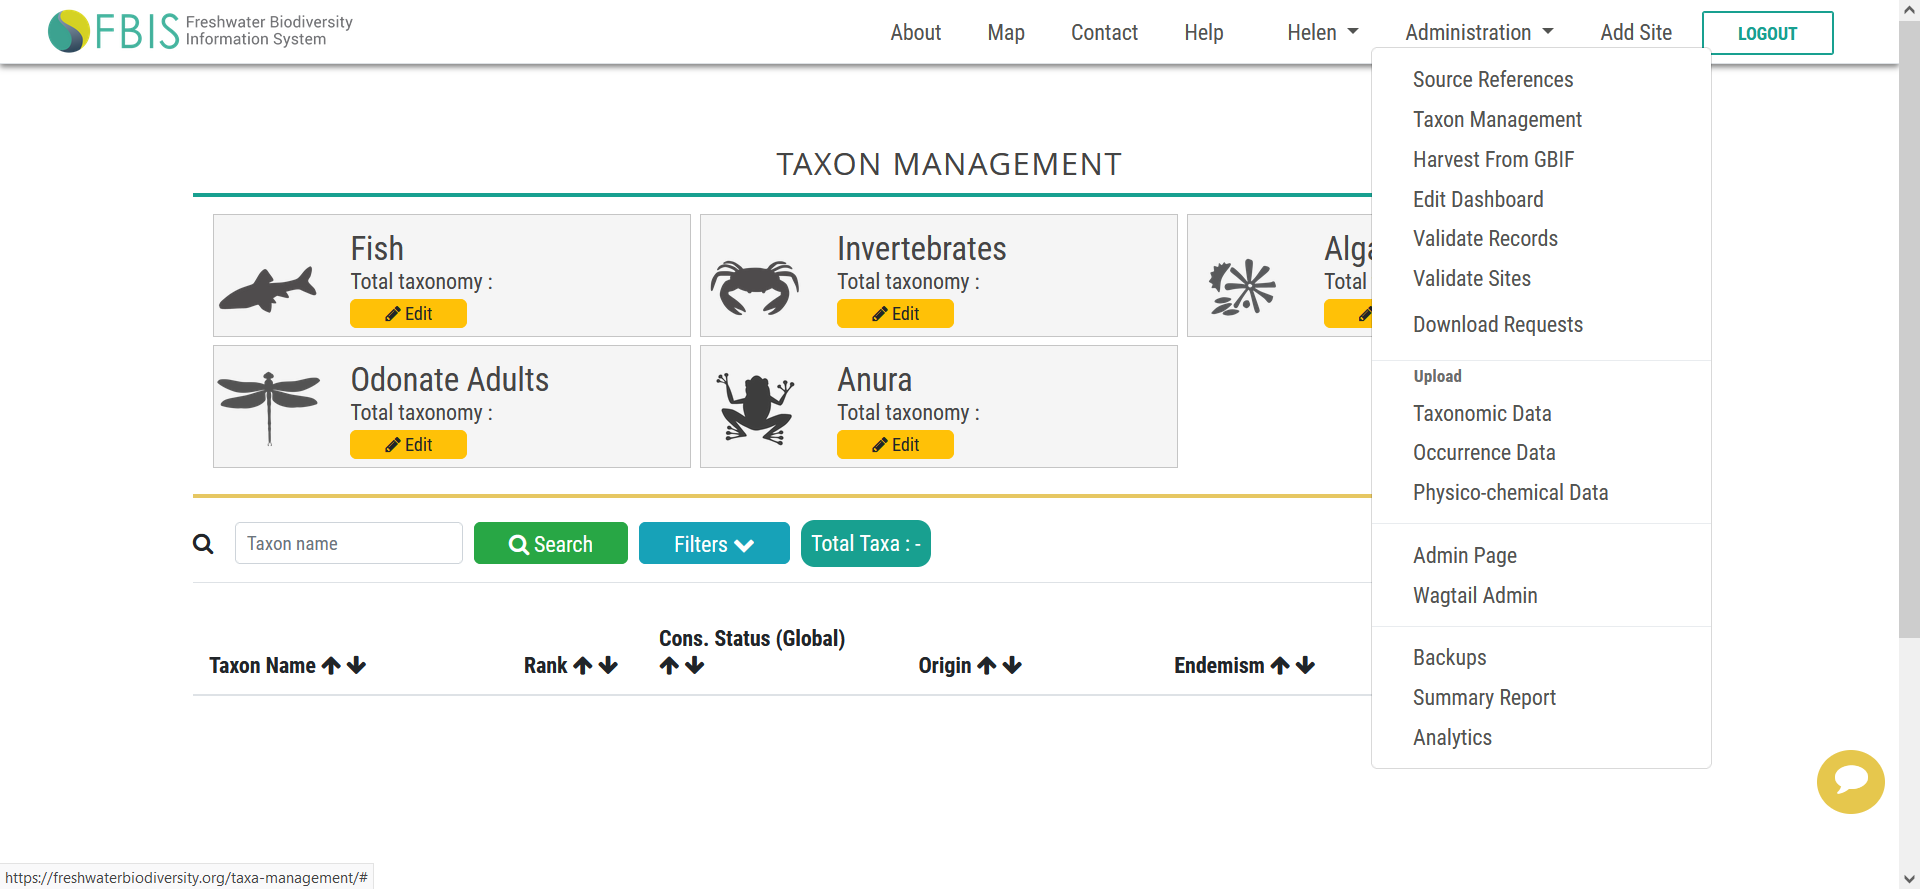 FBIS Freshwater Biodiversity
Information System
About Map Contact Help Helen Administration Add Site LOGOUT
Source References
Taxon Management
Harvest From GBIF
Edit Dashboard
Validate Records
Validate Sites
Download Requests
Upload
Taxonomic Data
Occurrence Data
Physico-chemical Data
Admin Page
Wagtail Admin
Backups
Summary Report
Analytics
TAXON MANAGEMENT
Fish
Total taxonomy :
Edit
Invertebrates
Total taxonomy :
Edit
Alga
Total
Odonate Adults
Total taxonomy :
Edit
Anura
Total taxonomy :
Edit
Taxon name Search Filters Total Taxa : -
Taxon Name Rank Cons. Status (Global) Origin Endemism
https://freshwaterbiodiversity.org/taxa-management/#